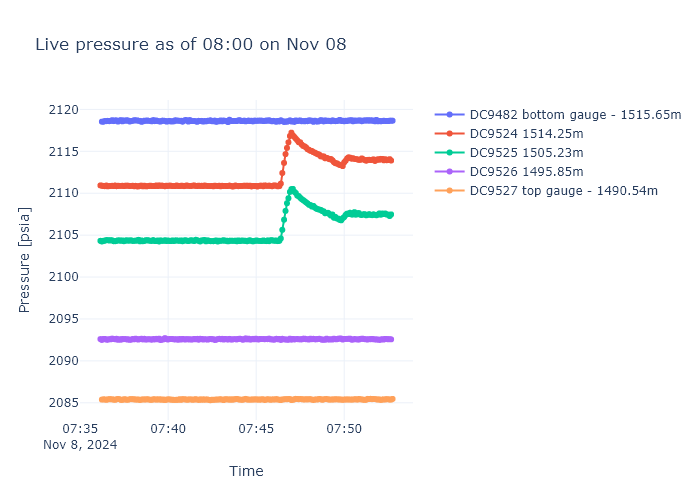 Live pressure as of 08:00 on Nov 08
2120
2115
2110
2105
2100
2095
2090
2085
Pressure [psia]
07:35
Nov 8, 2024
07:40
07:45
07:50
Time
DC9482 bottom gauge - 1515.65m
DC9524 1514.25m
DC9525 1505.23m
DC9526 1495.85m
DC9527 top gauge - 1490.54m